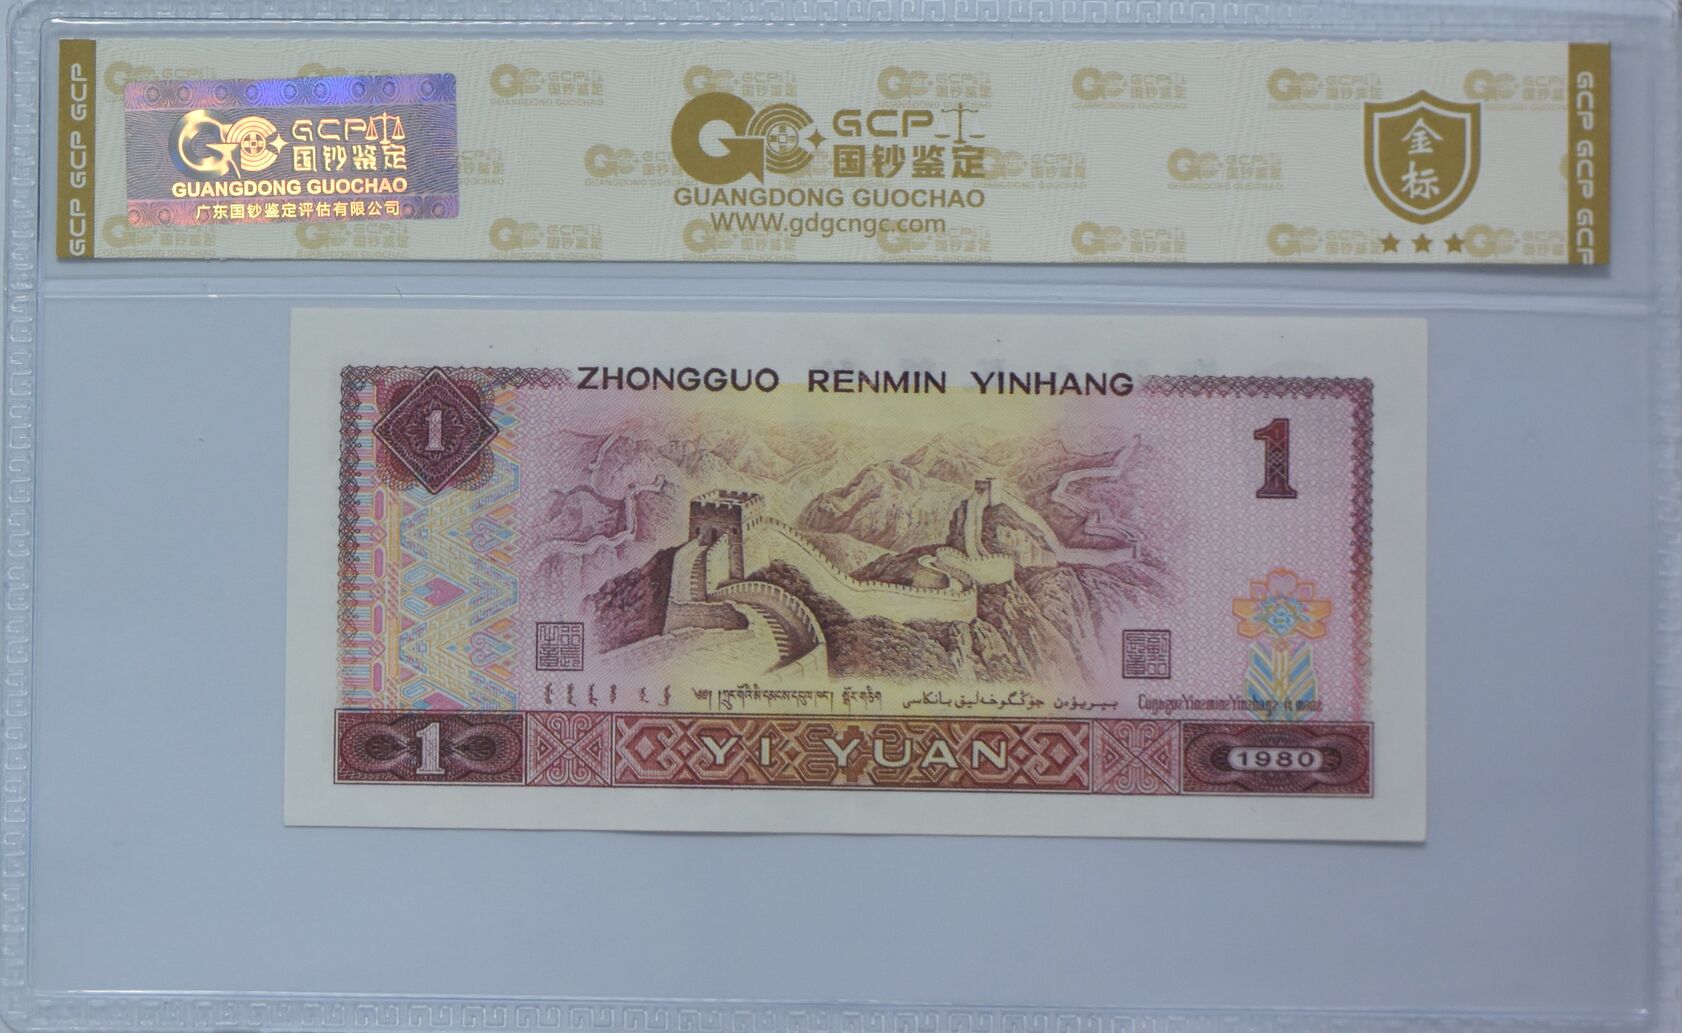 GCP GCP GCP
GCP
国钞鉴定
GUANGDONG GUOCHAO
广东国钞鉴定评估有限公司
GCP
国钞鉴定
GUANGDONG GUOCHAO
WWW.gdgcngc.com
金标
GCP GCP GCP
ZHONGGUO RENMIN YINHANG
1
1
1
YI YUAN
1980